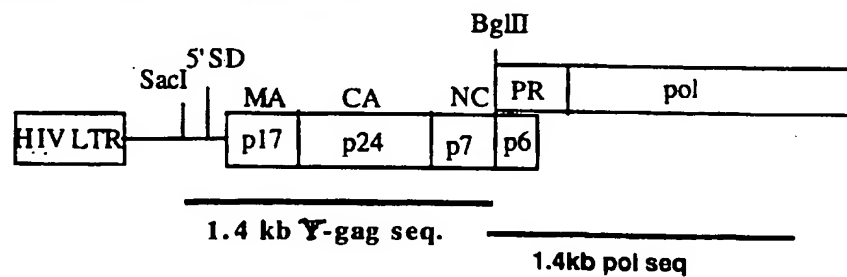 BglII
5' SD
SacI
MA CA NC PR pol
HIV LTR p17 p24 p7 p6
1.4 kb Ψ-gag seq.
1.4kb pol seq